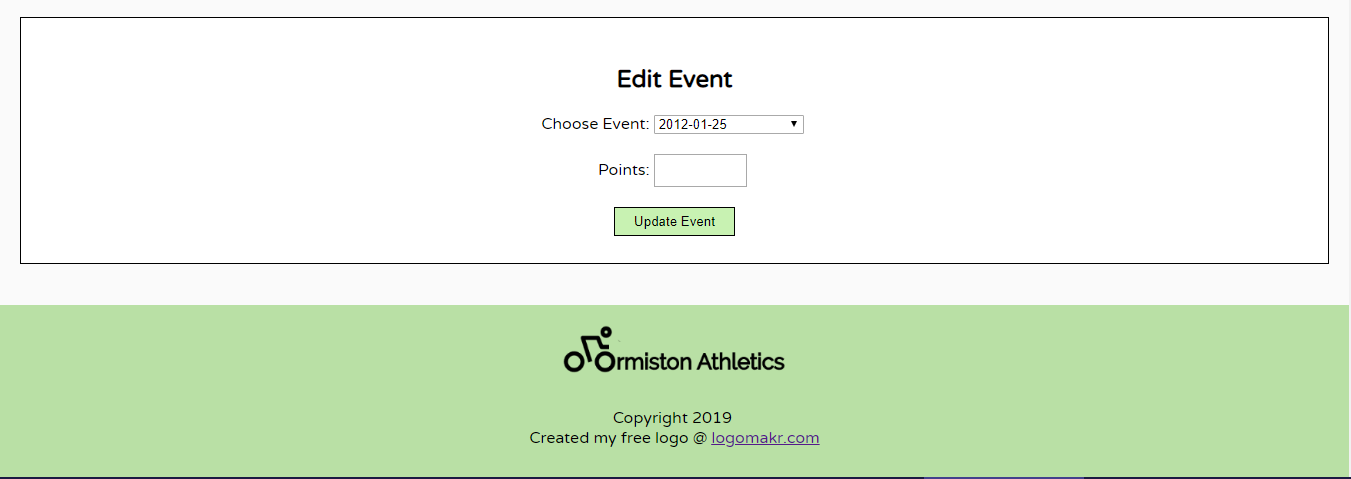 Edit Event
Choose Event: 2012-01-25
Points:
Update Event
Ormiston Athletics
Copyright 2019
Created my free logo @ logomakr.com